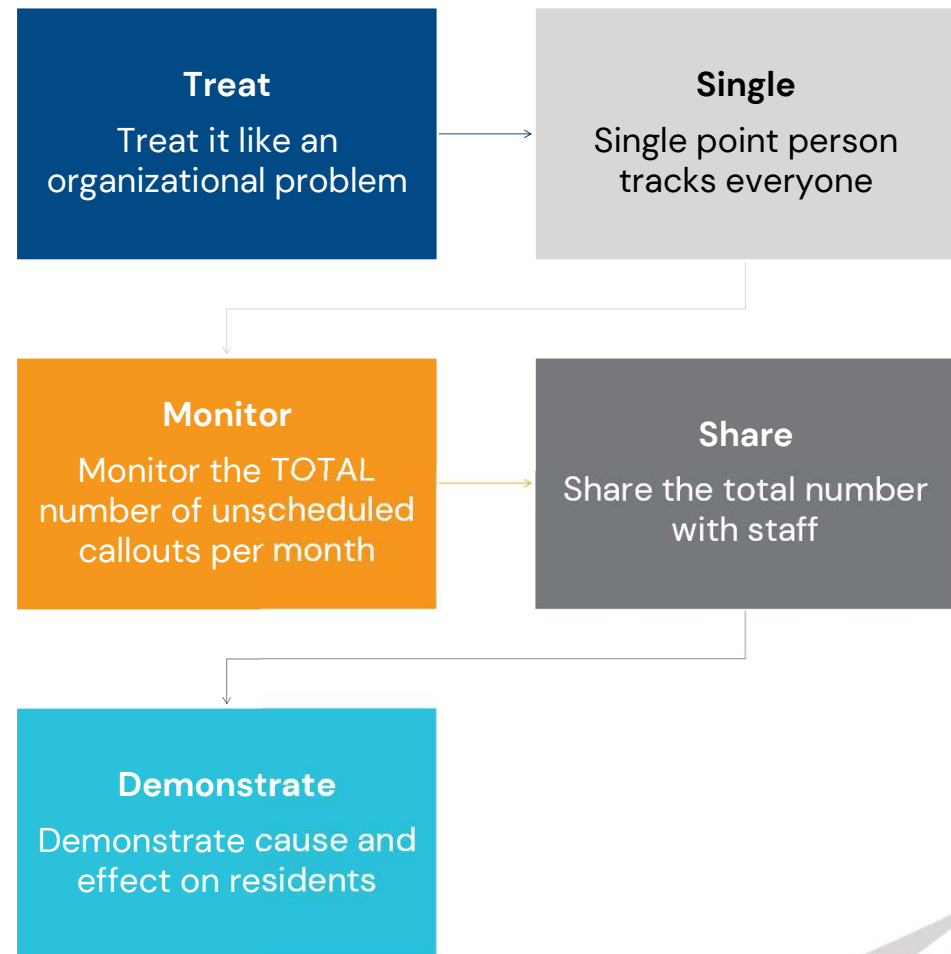 Treat
Treat it like an
organizational problem
Single
Single point person
tracks everyone
Monitor
Monitor the TOTAL
number of unscheduled
callouts per month
Share
Share the total number
with staff
Demonstrate
Demonstrate cause and
effect on residents